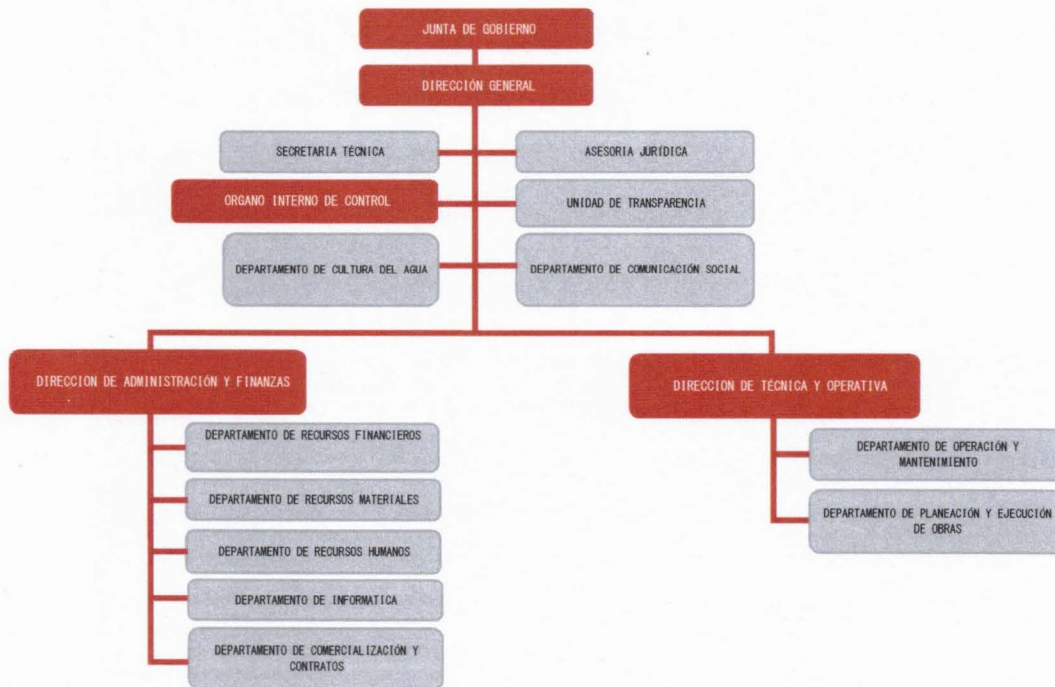 JUNTA DE GOBIERNO
DIRECCIÓN GENERAL
SECRETARIA TÉCNICA
ASESORIA JURÍDICA
ORGANO INTERNO DE CONTROL
UNIDAD DE TRANSPARENCIA
DEPARTAMENTO DE CULTURA DEL AGUA
DEPARTAMENTO DE COMUNICACIÓN SOCIAL
DIRECCION DE ADMINISTRACIÓN Y FINANZAS
DEPARTAMENTO DE RECURSOS FINANCIEROS
DEPARTAMENTO DE RECURSOS MATERIALES
DEPARTAMENTO DE RECURSOS HUMANOS
DEPARTAMENTO DE INFORMATICA
DEPARTAMENTO DE COMERCIALIZACIÓN Y
CONTRATOS
DIRECCION DE TÉCNICA Y OPERATIVA
DEPARTAMENTO DE OPERACIÓN Y
MANTENIMIENTO
DEPARTAMENTO DE PLANEACIÓN Y EJECUCIÓN
DE OBRAS